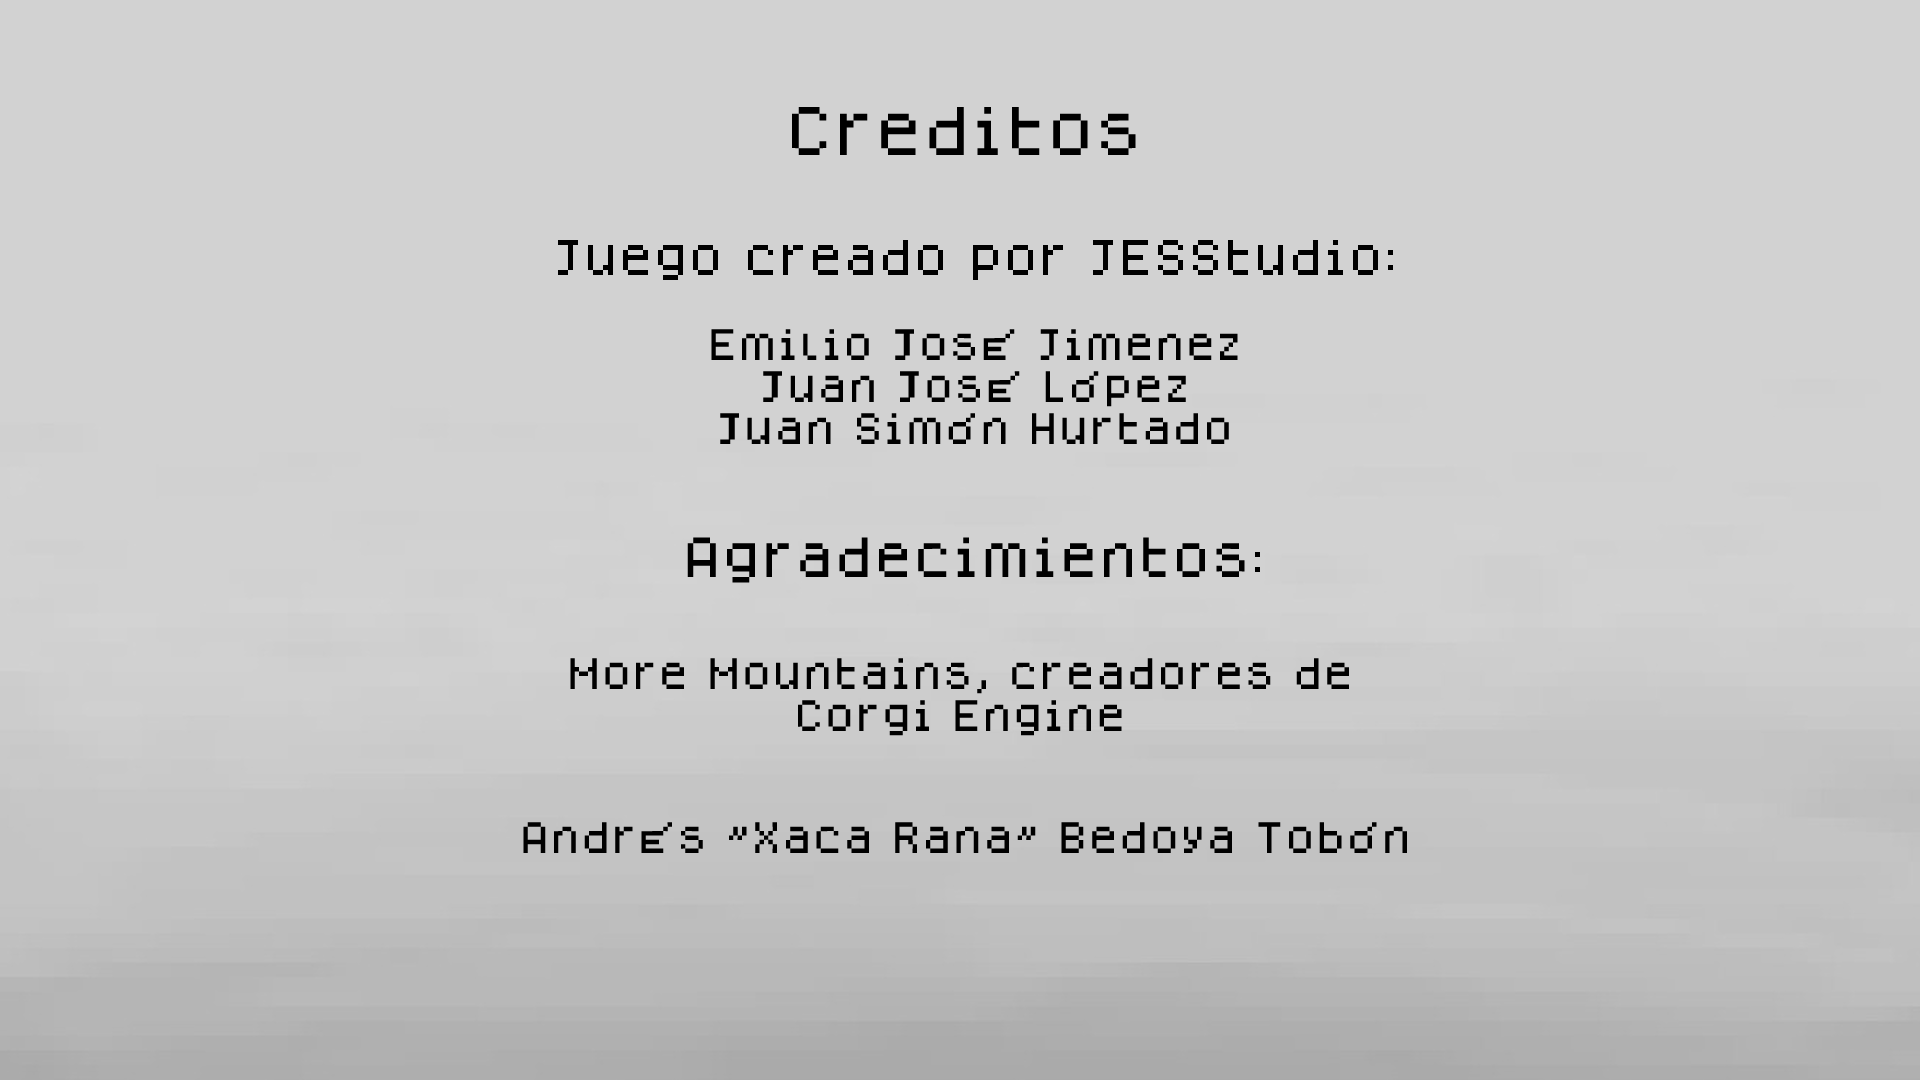 Creditos
Juego creado por JESStudio:
Emilio José Jimenez
Juan José López
Juan Simón Hurtado
Agradecimientos:
More Mountains, creadores de
Corgi Engine
Andrés "Xaca Rana" Bedoya Tobón